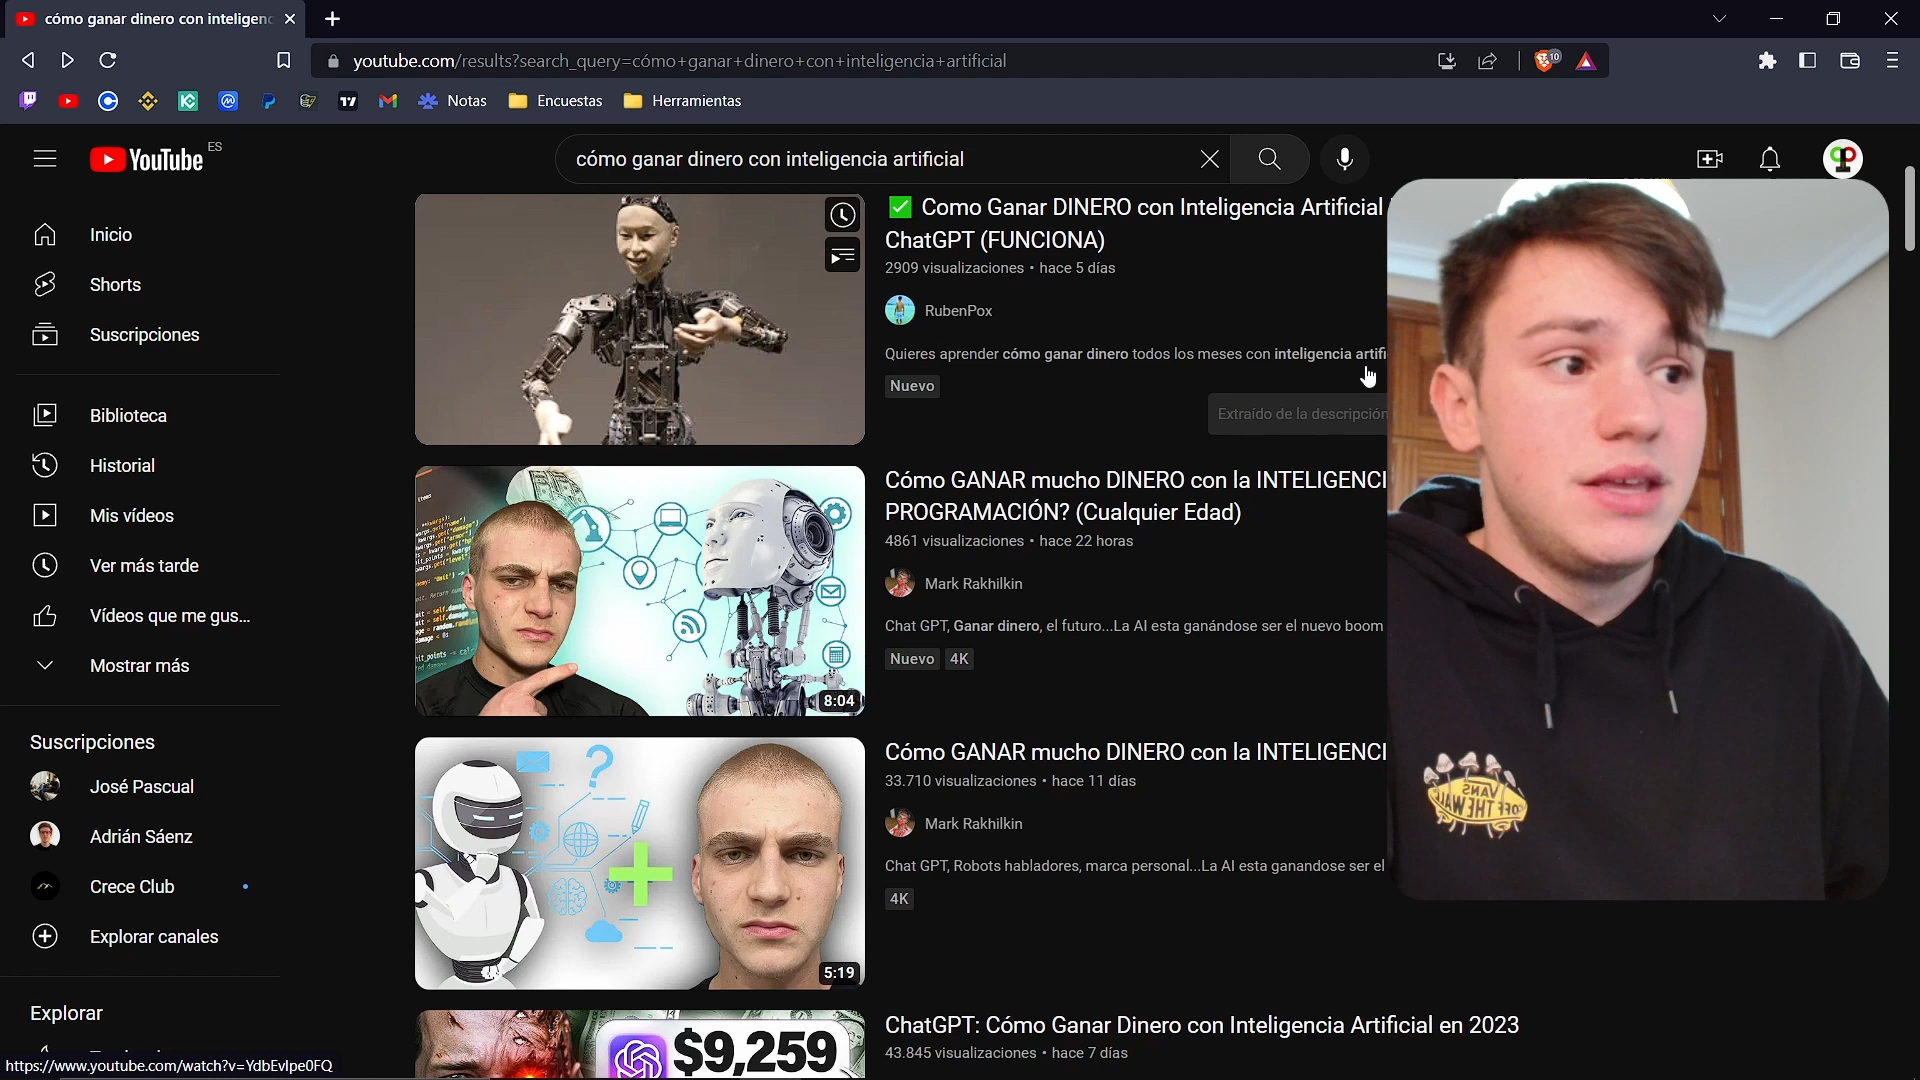 cómo ganar dinero con inteligenc
youtube.com/results?search_query=cómo+ganar+dinero+con+inteligencia+artificial
10
Notas
Encuestas
Herramientas
YouTube ES
cómo ganar dinero con inteligencia artificial
Inicio
Shorts
Suscripciones
Biblioteca
Historial
Mis vídeos
Ver más tarde
Vídeos que me gus...
Mostrar más
Suscripciones
José Pascual
Adrián Sáenz
Crece Club
Explorar canales
Explorar
https://www.youtube.com/watch?v=YdbEvIpe0FQ
✅ Como Ganar DINERO con Inteligencia Artificial
ChatGPT (FUNCIONA)
2909 visualizaciones • hace 5 días
RubenPox
Quieres aprender cómo ganar dinero todos los meses con inteligencia artifi
Nuevo
Extraído de la descripción
8:04
Cómo GANAR mucho DINERO con la INTELIGENCI
PROGRAMACIÓN? (Cualquier Edad)
4861 visualizaciones • hace 22 horas
Mark Rakhilkin
Chat GPT, Ganar dinero, el futuro...La AI esta ganándose ser el nuevo boom
Nuevo 4K
5:19
Cómo GANAR mucho DINERO con la INTELIGENCI
33.710 visualizaciones • hace 11 días
Mark Rakhilkin
Chat GPT, Robots habladores, marca personal...La AI esta ganandose ser el
4K
$9,259
ChatGPT: Cómo Ganar Dinero con Inteligencia Artificial en 2023
43.845 visualizaciones • hace 7 días
VANS
OFF THE WALL